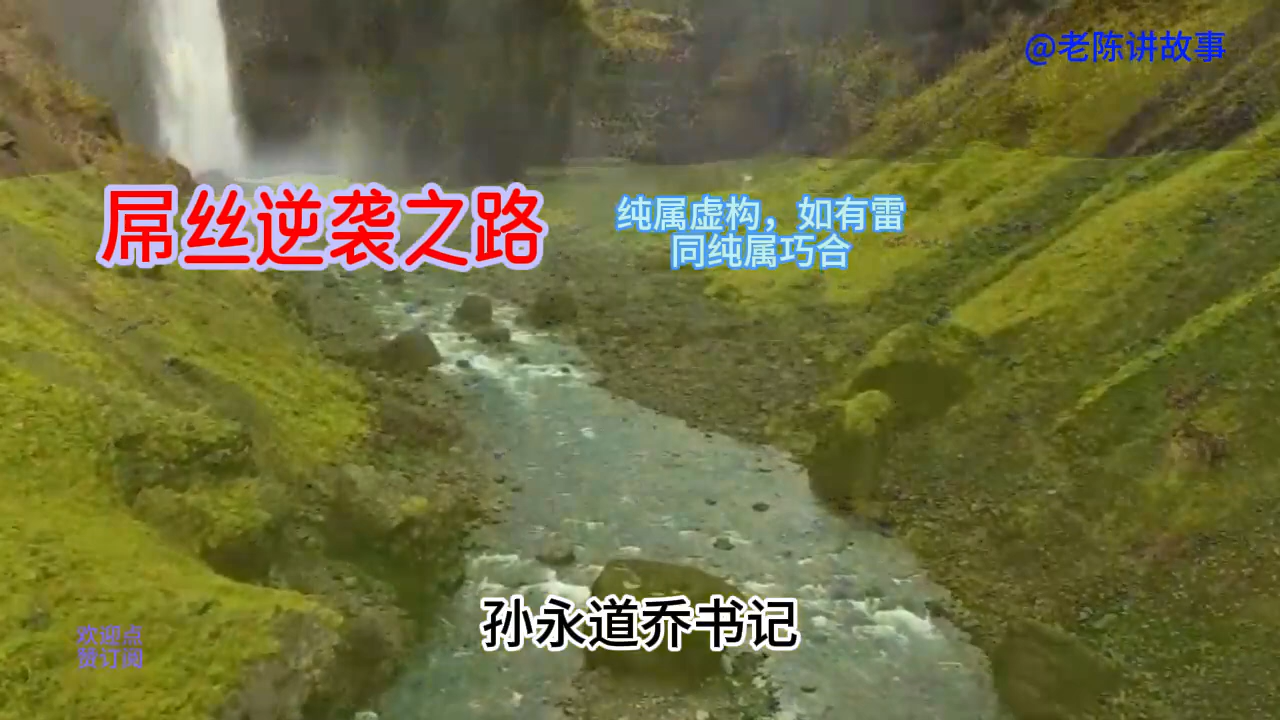 @老陈讲故事
屌丝逆袭之路
纯属虚构，如有雷
同纯属巧合
孙永道乔书记
欢迎点
赞订阅